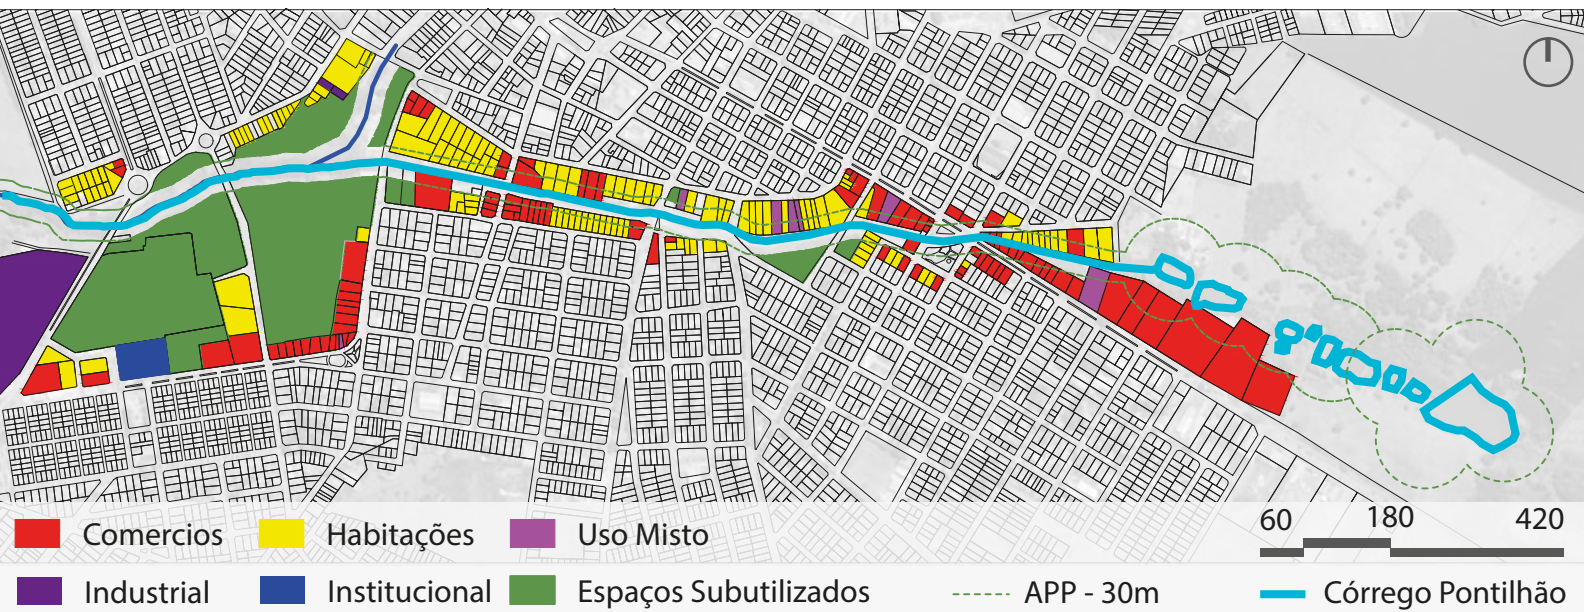 60 180 420
Comercios Habitações Uso Misto
Industrial Institucional Espaços Subutilizados APP - 30m Córrego Pontilhão